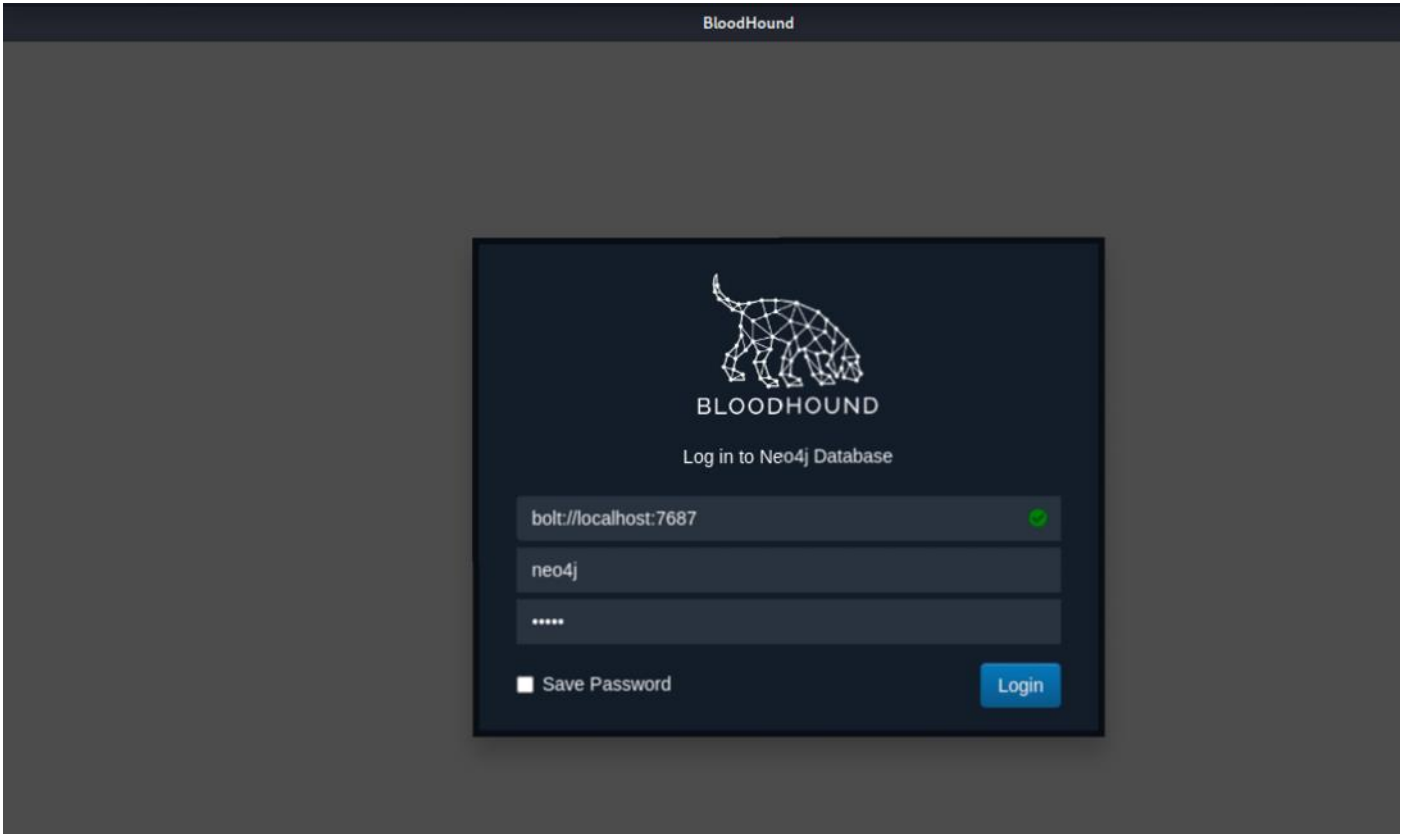 BloodHound
BLOODHOUND
Log in to Neo4j Database
bolt://localhost:7687
neo4j
•••••
Save Password
Login